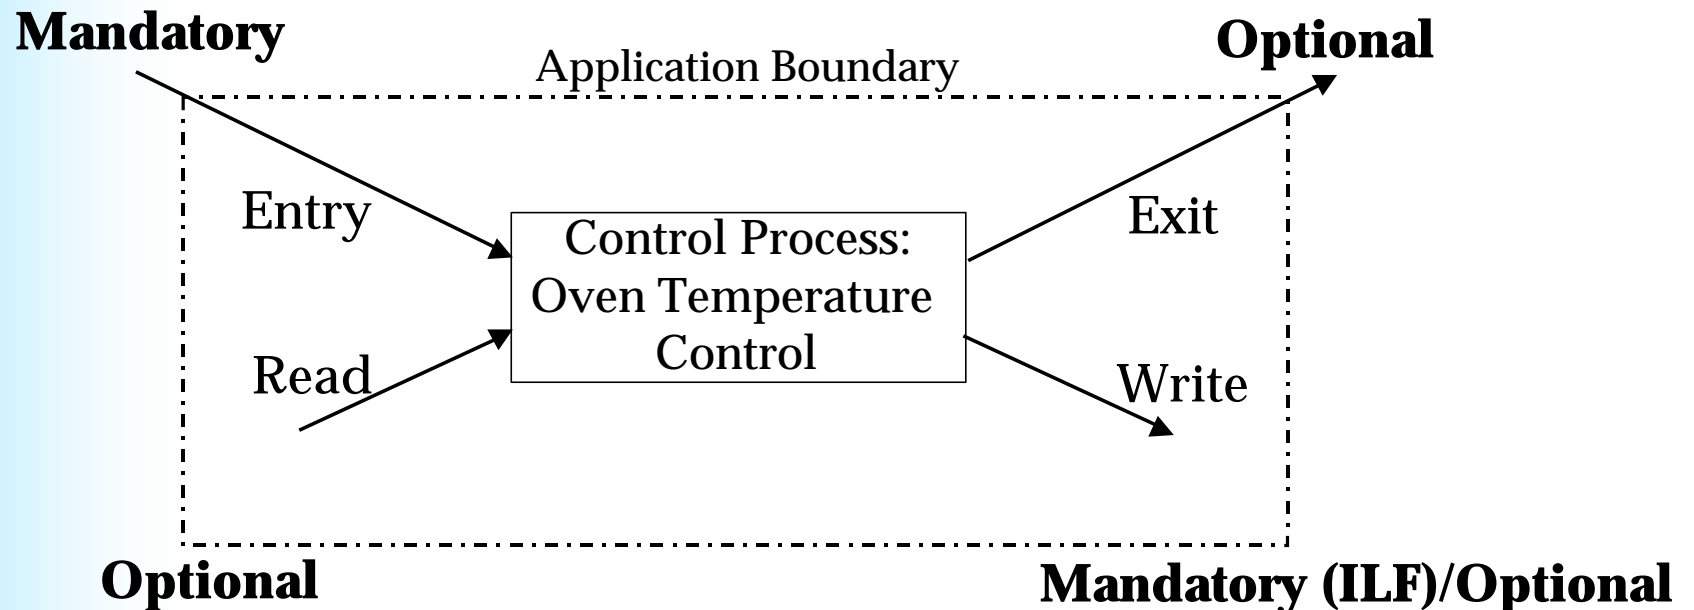 Mandatory
Optional
Application Boundary
Entry
Exit
Control Process:
Oven Temperature
Control
Read
Write
Optional
Mandatory (ILF)/Optional